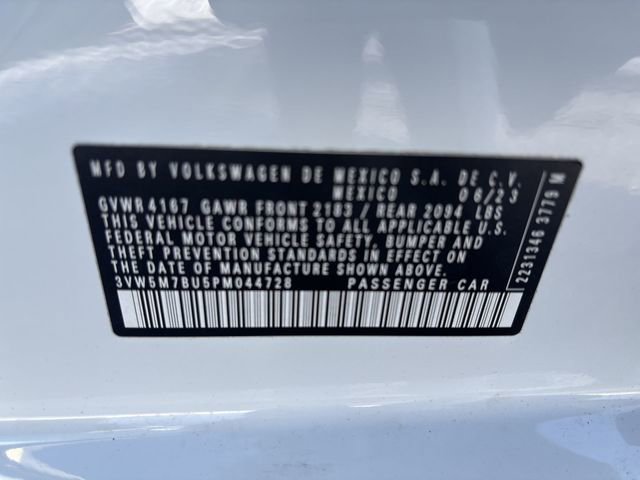 MFD BY VOLKSWAGEN DE MEXICO S.A. DE C.V.
MEXICO 06/23
GVWR 4167 GAWR FRONT 2183 / REAR 2094 LBS
THIS VEHICLE CONFORMS TO ALL APPLICABLE U.S.
FEDERAL MOTOR VEHICLE SAFETY, BUMPER AND
THEFT PREVENTION STANDARDS IN EFFECT ON
THE DATE OF MANUFACTURE SHOWN ABOVE.
3VW5M7BU5PM044728 PASSENGER CAR
2231346 3779 M